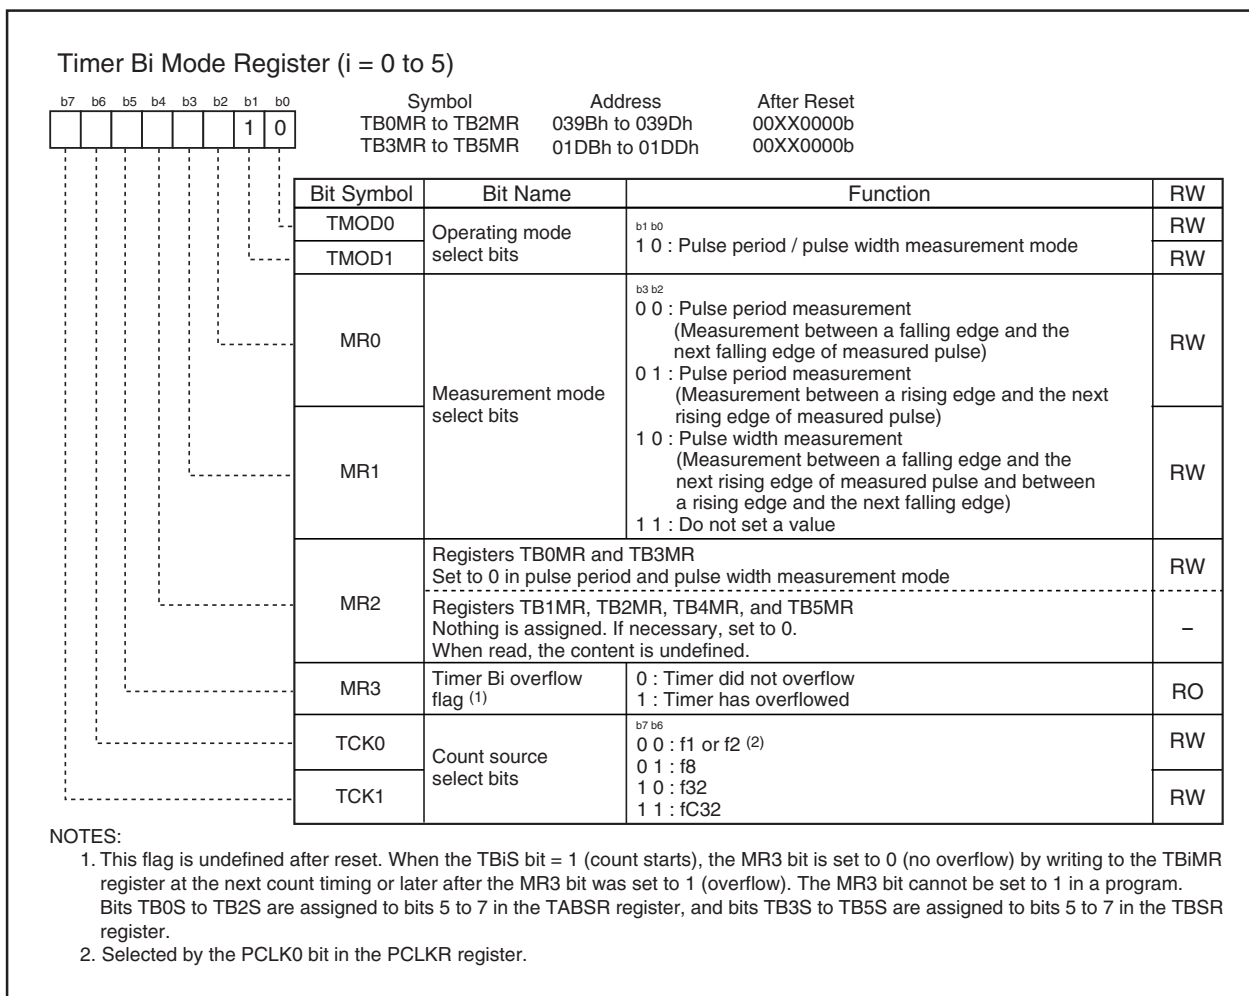 Timer Bi Mode Register (i = 0 to 5)
b7 b6 b5 b4 b3 b2 b1 b0
1 0
Symbol Address After Reset
TB0MR to TB2MR 039Bh to 039Dh 00XX0000b
TB3MR to TB5MR 01DBh to 01DDh 00XX0000b
Bit Symbol Bit Name Function RW
TMOD0 RW
Operating mode
select bits
b1 b0
1 0 : Pulse period / pulse width measurement mode
TMOD1 RW
MR0 RW
Measurement mode
select bits
b3 b2
0 0 : Pulse period measurement
(Measurement between a falling edge and the
next falling edge of measured pulse)
0 1 : Pulse period measurement
(Measurement between a rising edge and the next
rising edge of measured pulse)
1 0 : Pulse width measurement
(Measurement between a falling edge and the
next rising edge of measured pulse and between
a rising edge and the next falling edge)
1 1 : Do not set a value
MR1 RW
MR2
Registers TB0MR and TB3MR
Set to 0 in pulse period and pulse width measurement mode
RW
Registers TB1MR, TB2MR, TB4MR, and TB5MR
Nothing is assigned. If necessary, set to 0.
When read, the content is undefined.
–
MR3
Timer Bi overflow
flag (1)
0 : Timer did not overflow
1 : Timer has overflowed
RO
TCK0 RW
Count source
select bits
b7 b6
0 0 : f1 or f2 (2)
0 1 : f8
1 0 : f32
1 1 : fC32
TCK1 RW
NOTES:
1. This flag is undefined after reset. When the TBiS bit = 1 (count starts), the MR3 bit is set to 0 (no overflow) by writing to the TBiMR
register at the next count timing or later after the MR3 bit was set to 1 (overflow). The MR3 bit cannot be set to 1 in a program.
Bits TB0S to TB2S are assigned to bits 5 to 7 in the TABSR register, and bits TB3S to TB5S are assigned to bits 5 to 7 in the TBSR
register.
2. Selected by the PCLK0 bit in the PCLKR register.